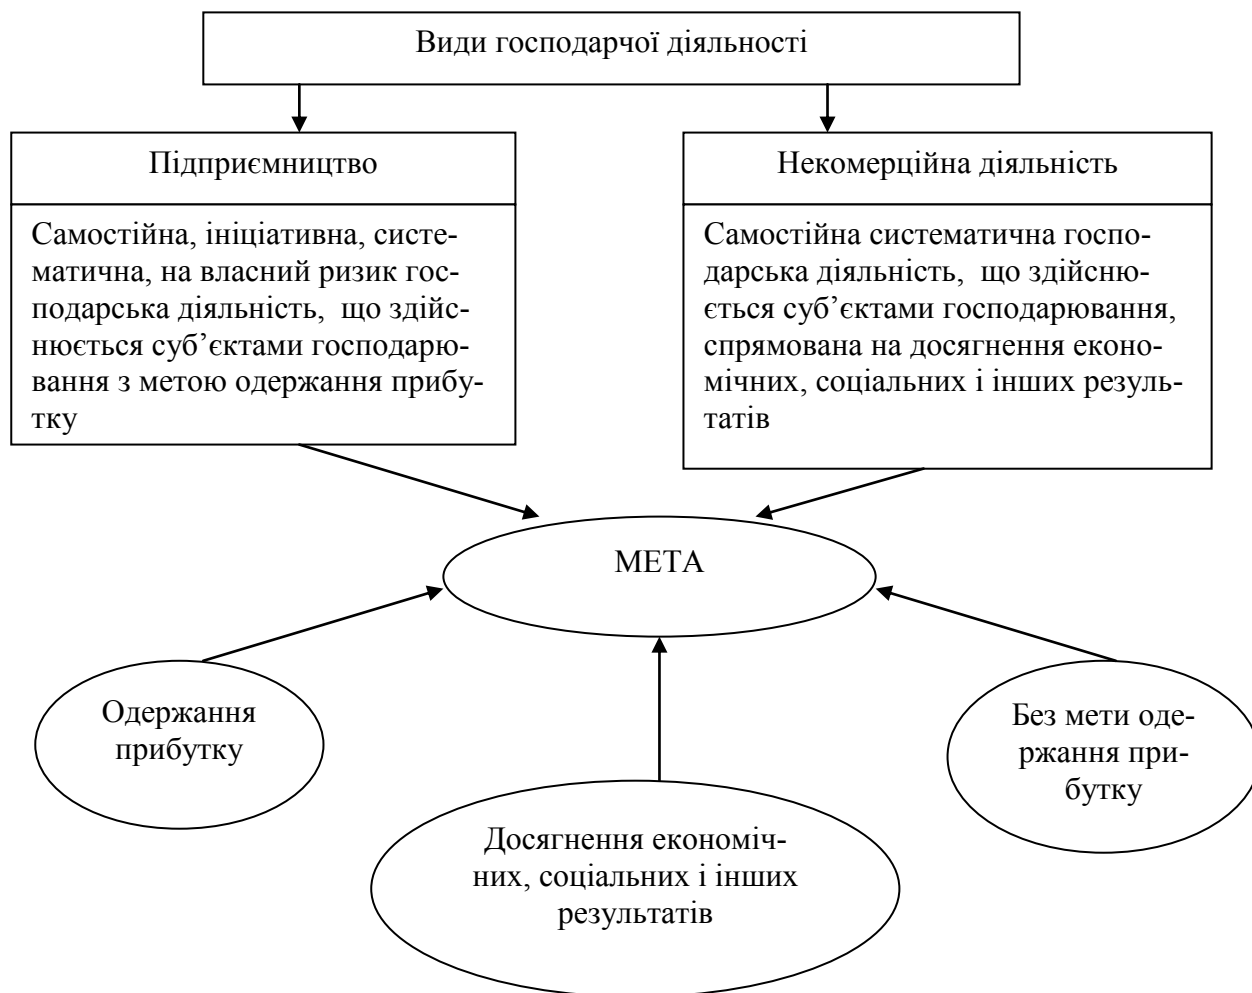 Види господарчої діяльності
Підприємництво
Самостійна, ініціативна, систе-
матична, на власний ризик гос-
подарська діяльність,  що здійс-
нюється суб’єктами господарю-
вання з метою одержання прибу-
тку
Некомерційна діяльність
Самостійна систематична госпо-
дарська діяльність,  що здійсню-
ється суб’єктами господарювання,
спрямована на досягнення еконо-
мічних, соціальних і інших резуль-
татів
МЕТА
Одержання
прибутку
Досягнення економіч-
них, соціальних і інших
результатів
Без мети оде-
ржання при-
бутку